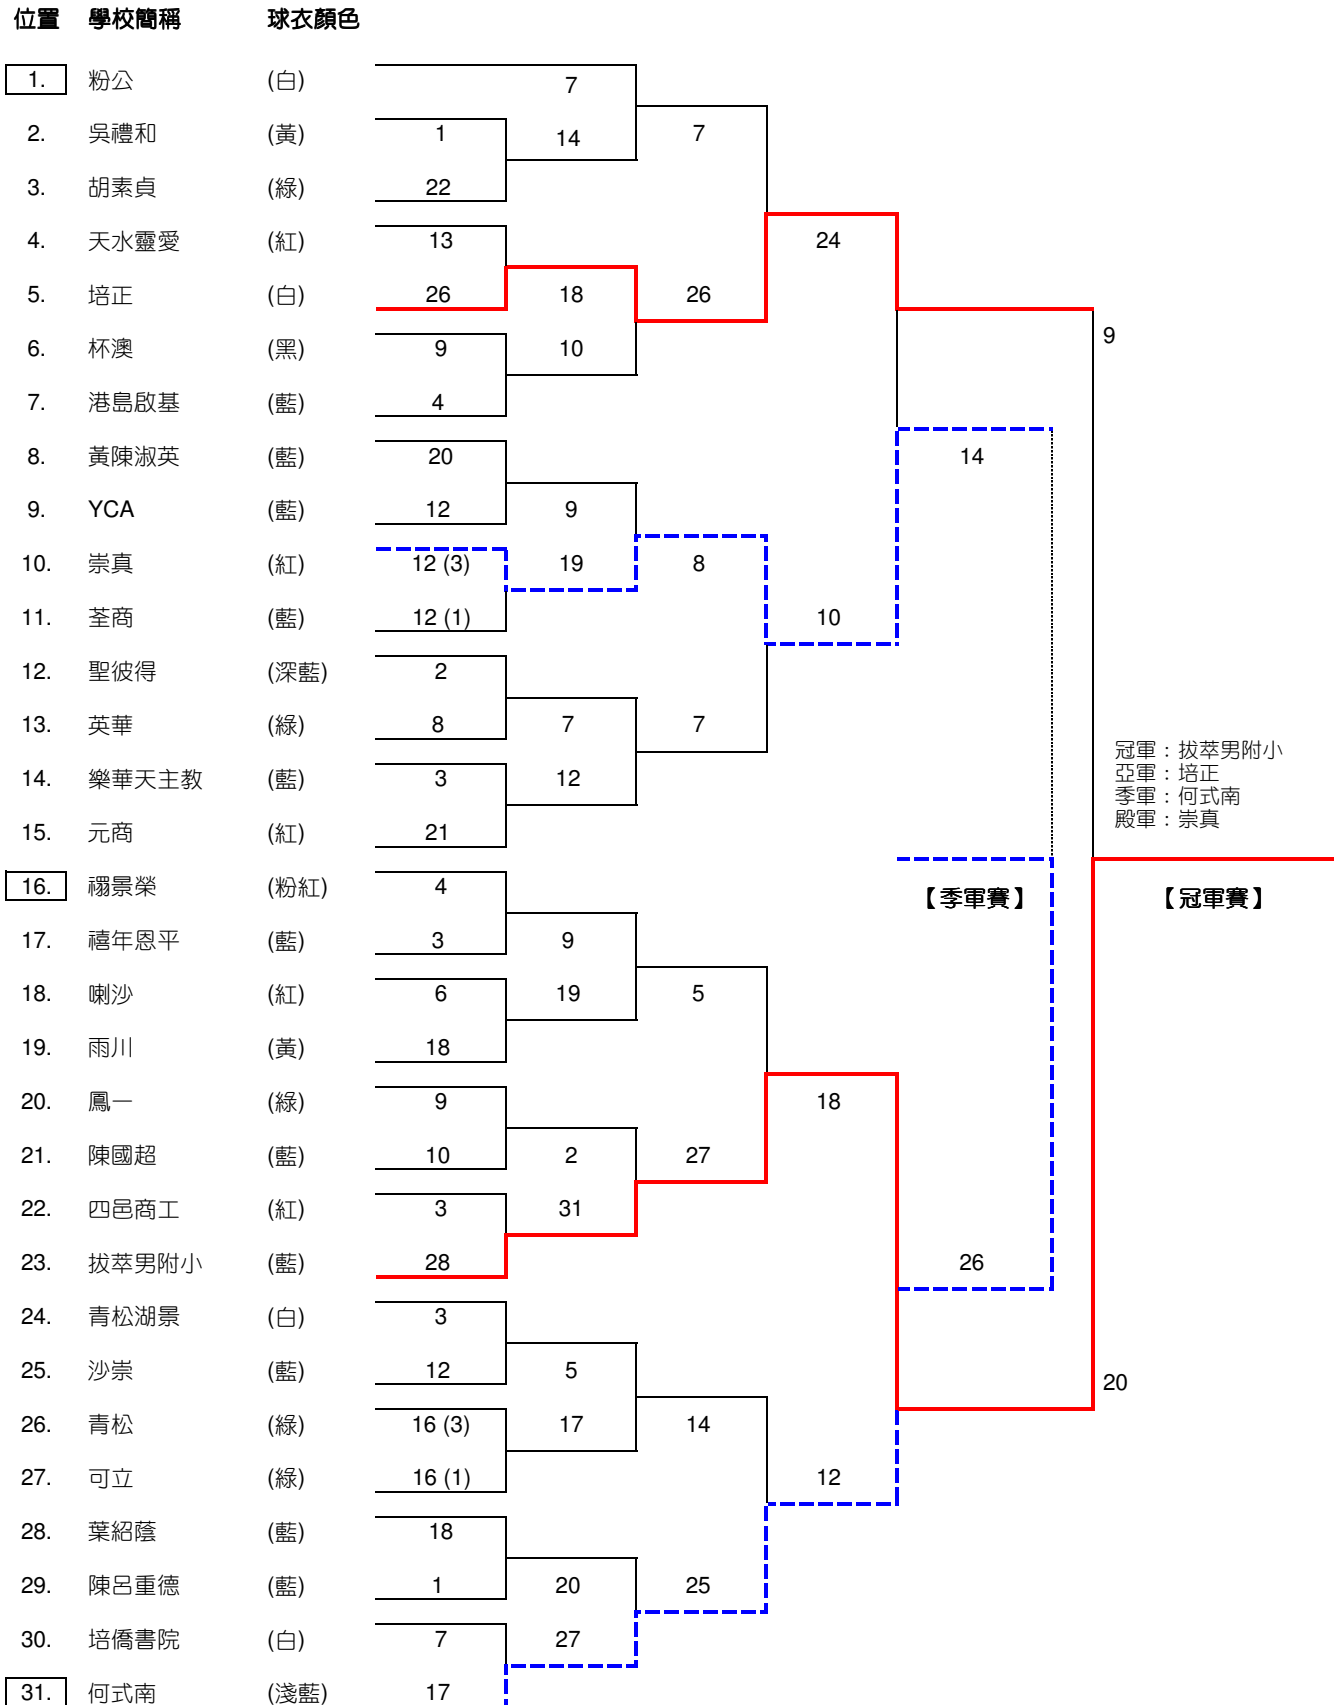 位置 學校簡稱 球衣顏色
1. 粉公 (白) 7
2. 吳禮和 (黃) 1 14 7
3. 胡素貞 (綠) 22
4. 天水靈愛 (紅) 13 24
5. 培正 (白) 26 18 26
9
6. 杯澳 (黑) 9 10
7. 港島啟基 (藍) 4
8. 黃陳淑英 (藍) 20 14
9. YCA (藍) 12 9
10. 崇真 (紅) 12 (3) 19 8
11. 荃商 (藍) 12 (1) 10
12. 聖彼得 (深藍) 2
13. 英華 (綠) 8 7 7
冠軍：拔萃男附小
14. 樂華天主教 (藍) 3 12
亞軍：培正
季軍：何式南
殿軍：崇真
15. 元商 (紅) 21
16. 禤景榮 (粉紅) 4 【季軍賽】 【冠軍賽】
17. 禧年恩平 (藍) 3 9
18. 喇沙 (紅) 6 19 5
19. 雨川 (黃) 18
20. 鳳一 (綠) 9 18
21. 陳國超 (藍) 10 2 27
22. 四邑商工 (紅) 3 31
23. 拔萃男附小 (藍) 28 26
24. 青松湖景 (白) 3
25. 沙崇 (藍) 12 5 20
26. 青松 (綠) 16 (3) 17 14
27. 可立 (綠) 16 (1) 12
28. 葉紹蔭 (藍) 18
29. 陳呂重德 (藍) 1 20 25
30. 培僑書院 (白) 7 27
31. 何式南 (淺藍) 17